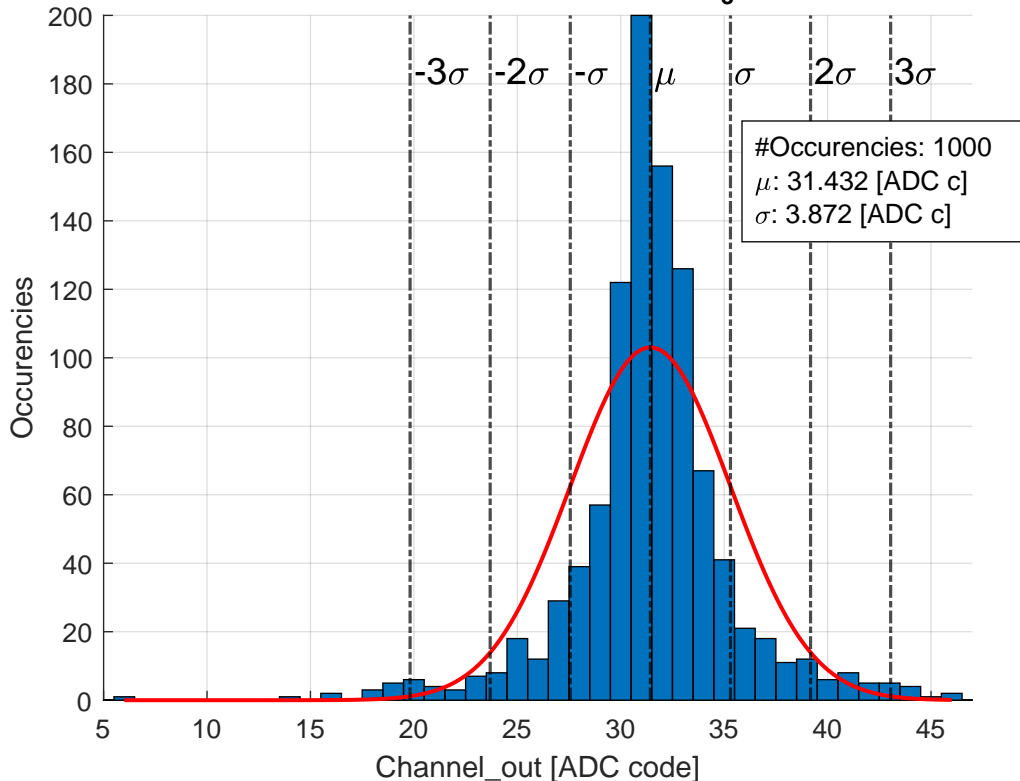 200
180
160
140
120
100
80
60
40
20
0
-3σ -2σ -σ μ σ 2σ 3σ
#Occurencies: 1000
μ: 31.432 [ADC c]
σ: 3.872 [ADC c]
Occurencies
5 10 15 20 25 30 35 40 45
Channel_out [ADC code]